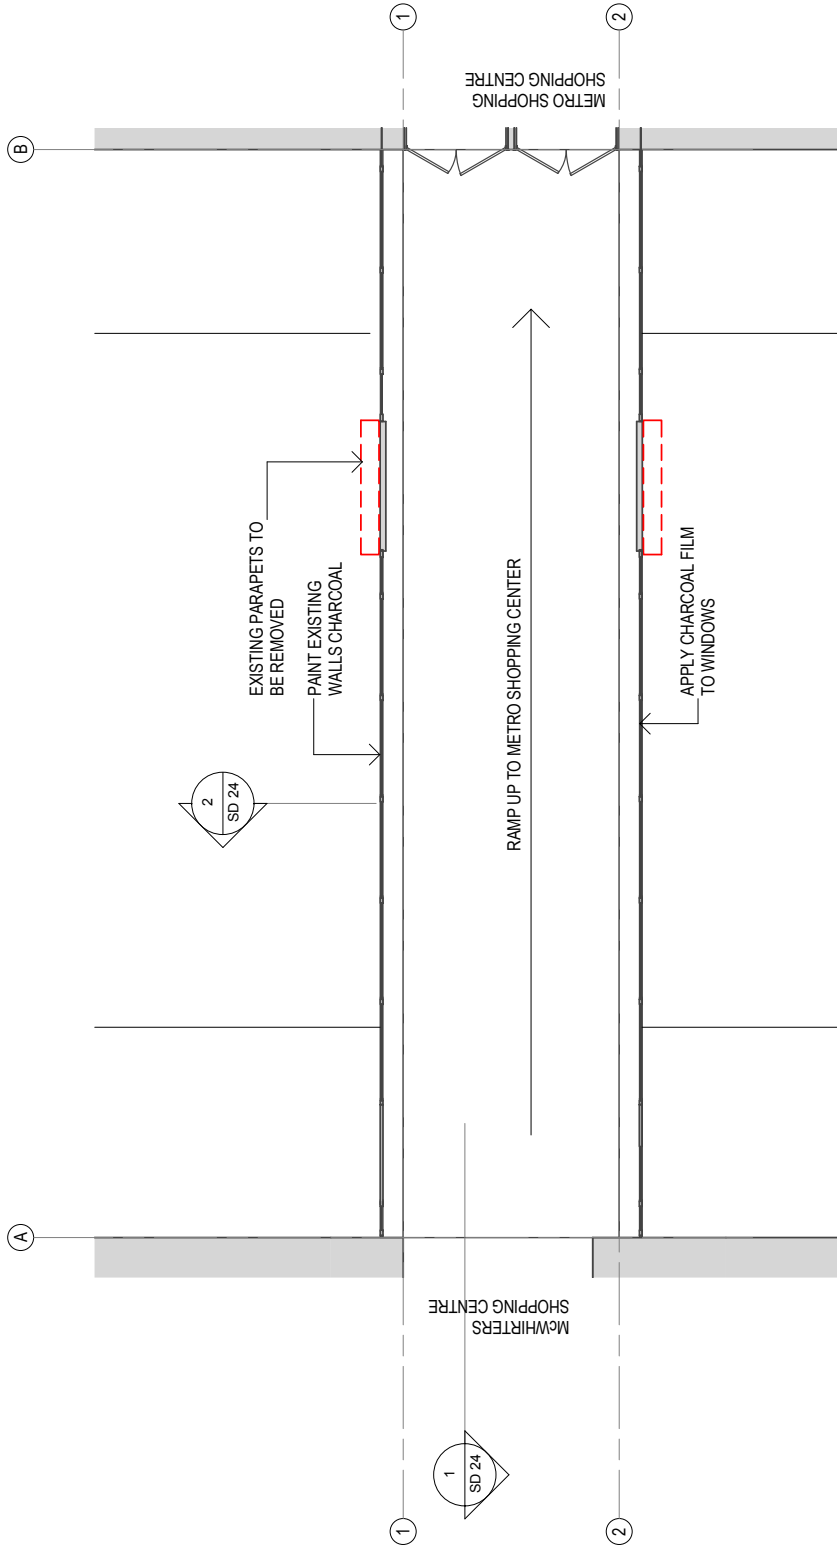 1
2
B
METRO SHOPPING
SHOPPING CENTRE
EXISTING PARAPETS TO
BE REMOVED
PAINT EXISTING
WALLS CHARCOAL
2
SD 24
RAMP UP TO METRO SHOPPING CENTER
APPLY CHARCOAL FILM
TO WINDOWS
A
McWHIRTERS
SHOPPING CENTRE
1
SD 24
1
2